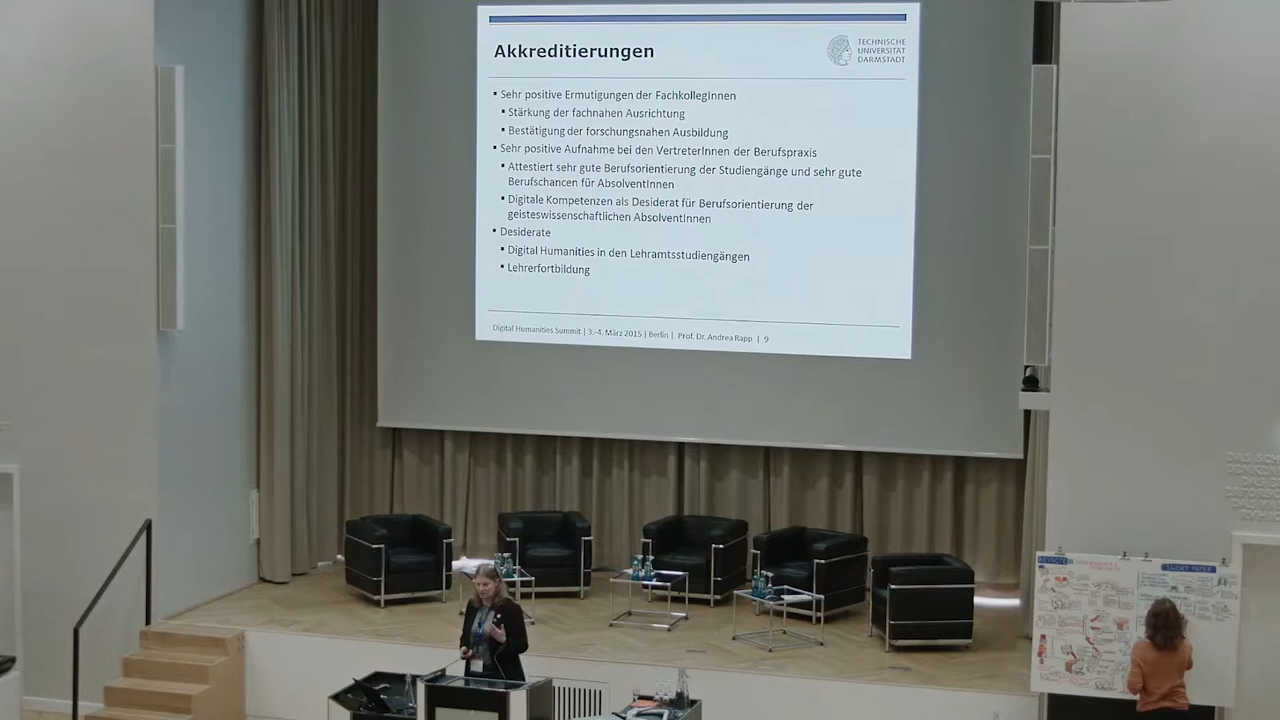 Akkreditierungen
TECHNISCHE
UNIVERSITÄT
DARMSTADT
▪ Sehr positive Ermutigungen der FachkollegInnen
▪ Stärkung der fachnahen Ausrichtung
▪ Bestätigung der forschungsnahen Ausbildung
▪ Sehr positive Aufnahme bei den VertreterInnen der Berufspraxis
▪ Attestiert sehr gute Berufsorientierung der Studiengänge und sehr gute
Berufschancen für AbsolventInnen
▪ Digitale Kompetenzen als Desiderat für Berufsorientierung der
geisteswissenschaftlichen AbsolventInnen
▪ Desiderate
▪ Digital Humanities in den Lehramtsstudiengängen
▪ Lehrerfortbildung
Digital Humanities Summit | 3.-4. März 2015 | Berlin | Prof. Dr. Andrea Rapp | 9
KEYNOTE
SHORT PAPER